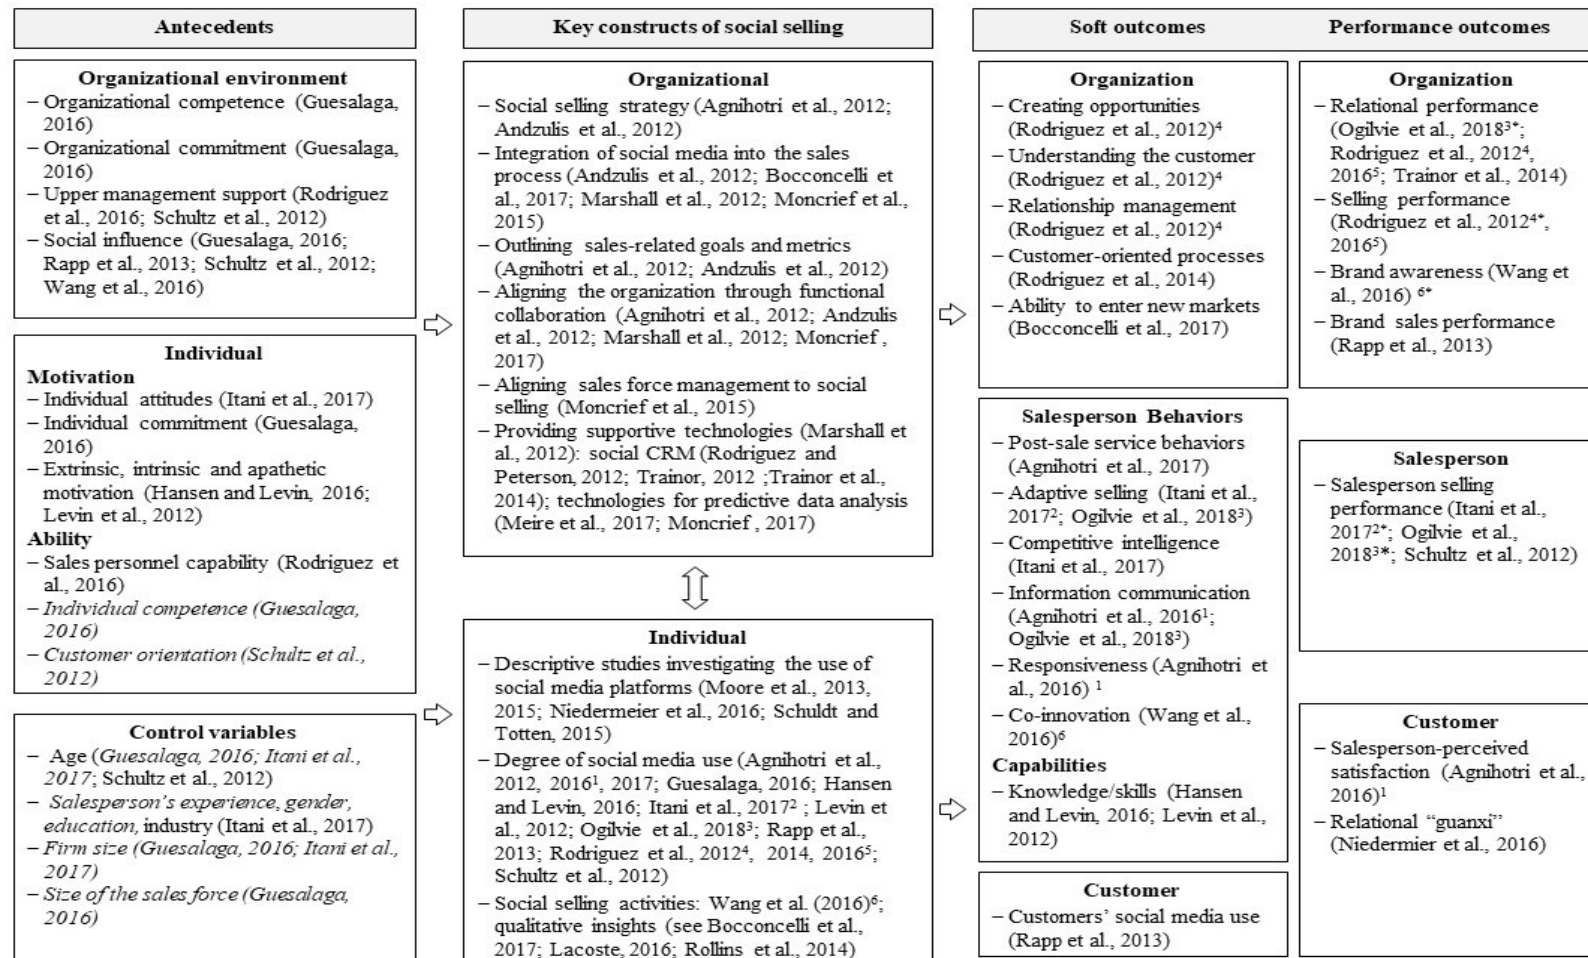 Antecedents
Organizational environment
– Organizational competence (Guesalaga,
2016)
– Organizational commitment (Guesalaga,
2016)
– Upper management support (Rodriguez
et al., 2016; Schultz et al., 2012)
– Social influence (Guesalaga, 2016;
Rapp et al., 2013; Schultz et al., 2012;
Wang et al., 2016)
Individual
Motivation
– Individual attitudes (Itani et al., 2017)
– Individual commitment (Guesalaga,
2016)
– Extrinsic, intrinsic and apathetic
motivation (Hansen and Levin, 2016;
Levin et al., 2012)
Ability
– Sales personnel capability (Rodriguez et
al., 2016)
– Individual competence (Guesalaga,
2016)
– Customer orientation (Schultz et al.,
2012)
Control variables
– Age (Guesalaga, 2016; Itani et al.,
2017; Schultz et al., 2012)
– Salesperson's experience, gender,
education, industry (Itani et al., 2017)
– Firm size (Guesalaga, 2016; Itani et al.,
2017)
– Size of the sales force (Guesalaga,
2016)
Key constructs of social selling
Organizational
– Social selling strategy (Agnihotri et al., 2012;
Andzulis et al., 2012)
– Integration of social media into the sales
process (Andzulis et al., 2012; Bocconcelli et
al., 2017; Marshall et al., 2012; Moncrief et al.,
2015)
– Outlining sales-related goals and metrics
(Agnihotri et al., 2012; Andzulis et al., 2012)
– Aligning the organization through functional
collaboration (Agnihotri et al., 2012; Andzulis
et al., 2012; Marshall et al., 2012; Moncrief ,
2017)
– Aligning sales force management to social
selling (Moncrief et al., 2015)
– Providing supportive technologies (Marshall et
al., 2012): social CRM (Rodriguez and
Peterson, 2012; Trainor, 2012 ;Trainor et al.,
2014); technologies for predictive data analysis
(Meire et al., 2017; Moncrief , 2017)
Individual
– Descriptive studies investigating the use of
social media platforms (Moore et al., 2013,
2015; Niedermeier et al., 2016; Schuldt and
Totten, 2015)
– Degree of social media use (Agnihotri et al.,
2012, 2016¹, 2017; Guesalaga, 2016; Hansen
and Levin, 2016; Itani et al., 2017² ; Levin et
al., 2012; Ogilvie et al., 2018³; Rapp et al.,
2013; Rodriguez et al., 2012⁴, 2014, 2016⁵;
Schultz et al., 2012)
– Social selling activities: Wang et al. (2016)⁶;
qualitative insights (see Bocconcelli et al.,
2017; Lacoste, 2016; Rollins et al., 2014)
Soft outcomes
Organization
– Creating opportunities
(Rodriguez et al., 2012)⁴
– Understanding the customer
(Rodriguez et al., 2012)⁴
– Relationship management
(Rodriguez et al., 2012)⁴
– Customer-oriented processes
(Rodriguez et al., 2014)
– Ability to enter new markets
(Bocconcelli et al., 2017)
Salesperson Behaviors
– Post-sale service behaviors
(Agnihotri et al., 2017)
– Adaptive selling (Itani et al.,
2017²; Ogilvie et al., 2018³)
– Competitive intelligence
(Itani et al., 2017)
– Information communication
(Agnihotri et al., 2016¹;
Ogilvie et al., 2018³)
– Responsiveness (Agnihotri et
al., 2016) ¹
– Co-innovation (Wang et al.,
2016)⁶
Capabilities
– Knowledge/skills (Hansen
and Levin, 2016; Levin et al.,
2012)
Customer
– Customers' social media use
(Rapp et al., 2013)
Performance outcomes
Organization
– Relational performance
(Ogilvie et al., 2018³*;
Rodriguez et al., 2012⁴,
2016⁵; Trainor et al., 2014)
– Selling performance
(Rodriguez et al., 2012⁴*,
2016⁵)
– Brand awareness (Wang et
al., 2016) ⁶*
– Brand sales performance
(Rapp et al., 2013)
Salesperson
– Salesperson selling
performance (Itani et al.,
2017²*; Ogilvie et al.,
2018³*; Schultz et al., 2012)
Customer
– Salesperson-perceived
satisfaction (Agnihotri et al.,
2016)¹
– Relational “guanxi”
(Niedermier et al., 2016)